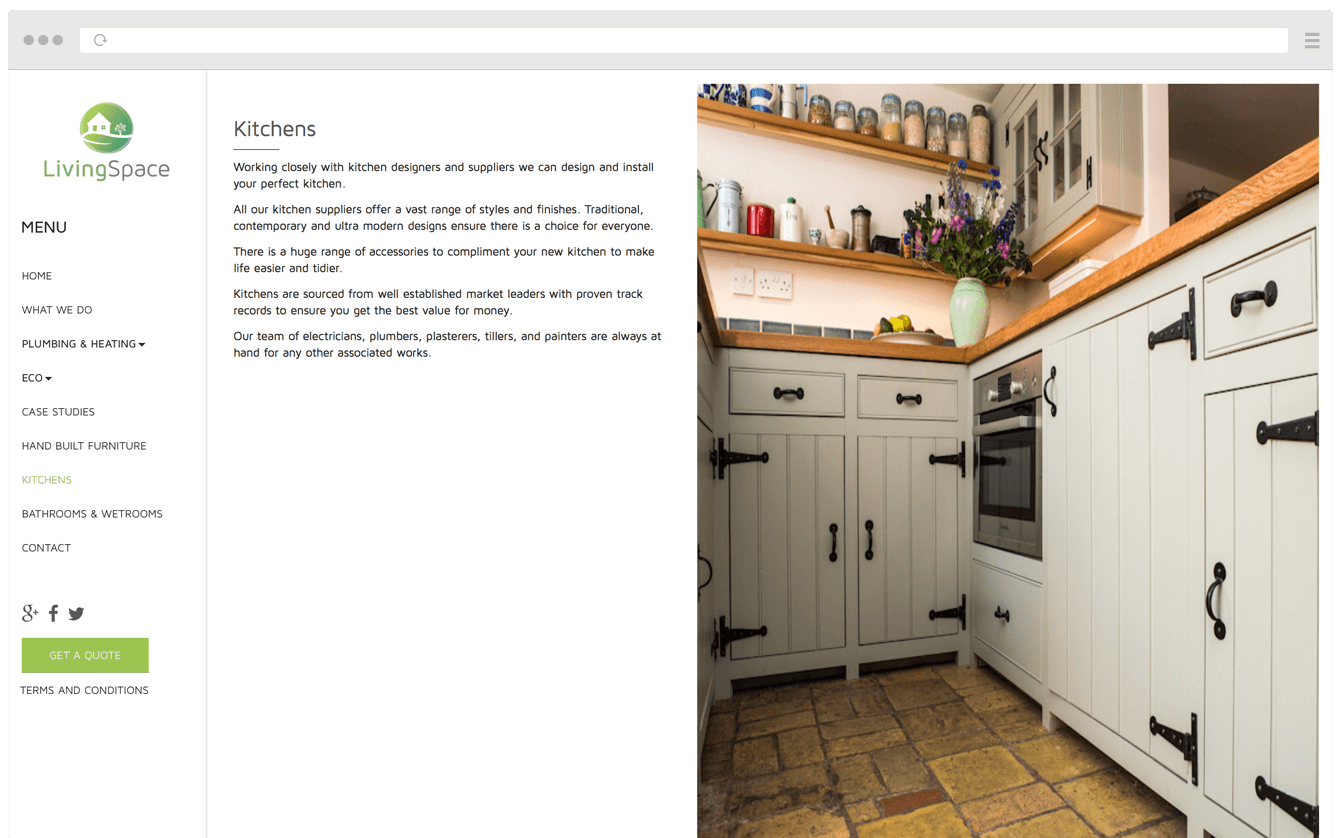 LivingSpace
MENU
HOME
WHAT WE DO
PLUMBING & HEATING
ECO
CASE STUDIES
HAND BUILT FURNITURE
KITCHENS
BATHROOMS & WETROOMS
CONTACT
g+ f
GET A QUOTE
TERMS AND CONDITIONS
Kitchens
Working closely with kitchen designers and suppliers we can design and install
your perfect kitchen.
All our kitchen suppliers offer a vast range of styles and finishes. Traditional,
contemporary and ultra modern designs ensure there is a choice for everyone.
There is a huge range of accessories to compliment your new kitchen to make
life easier and tidier.
Kitchens are sourced from well established market leaders with proven track
records to ensure you get the best value for money.
Our team of electricians, plumbers, plasterers, tillers, and painters are always at
hand for any other associated works.